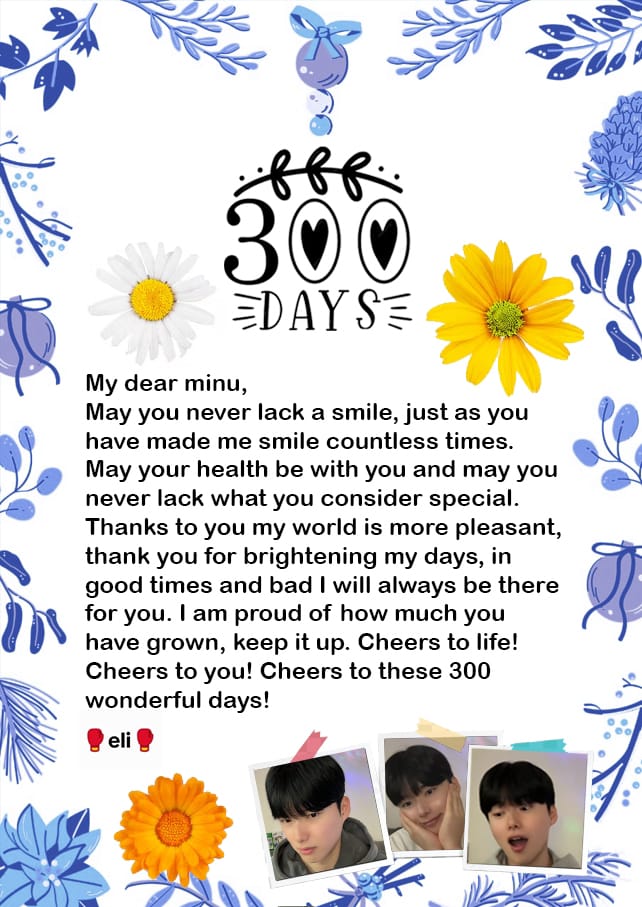 300
DAYS
My dear minu,
May you never lack a smile, just as you
have made me smile countless times.
May your health be with you and may you
never lack what you consider special.
Thanks to you my world is more pleasant,
thank you for brightening my days, in
good times and bad I will always be there
for you. I am proud of how much you
have grown, keep it up. Cheers to life!
Cheers to you! Cheers to these 300
wonderful days!
🥊eli🥊